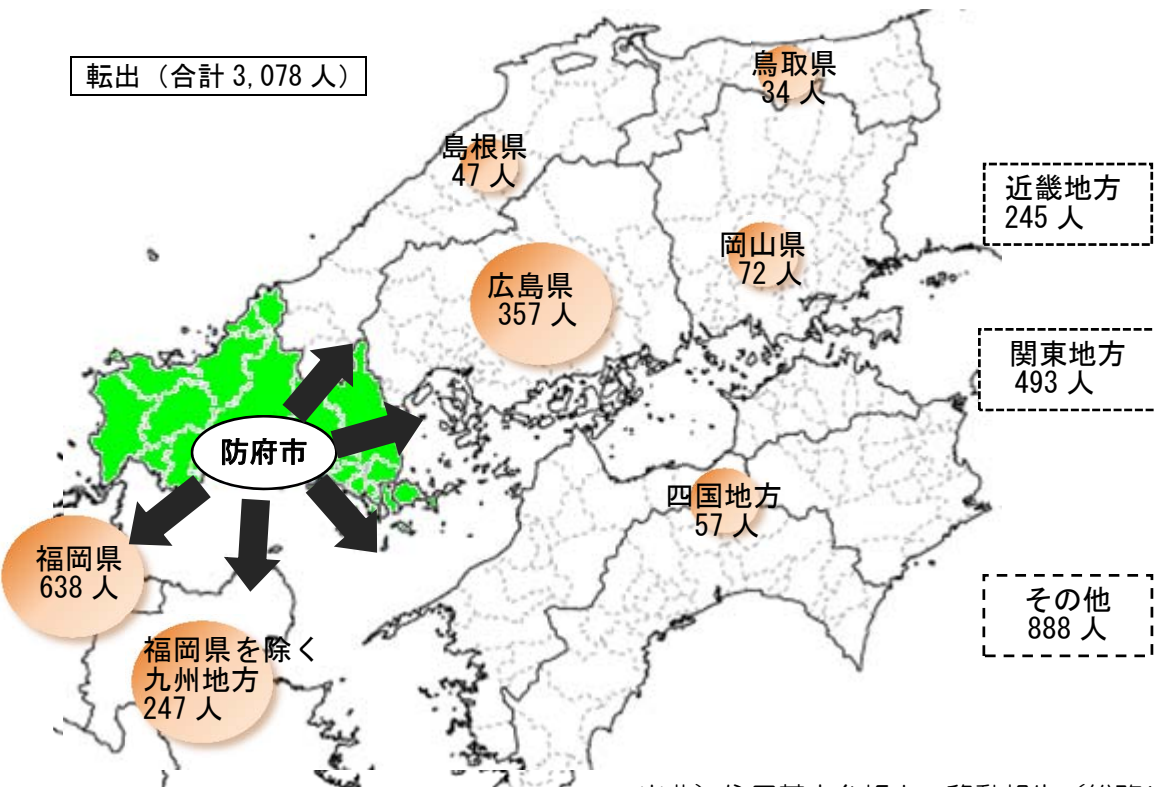 転出（合計 3,078 人）
鳥取県
34 人
島根県
47 人
近畿地方
245 人
岡山県
72 人
広島県
357 人
関東地方
493 人
防府市
四国地方
57 人
福岡県
638 人
その他
888 人
福岡県を除く
九州地方
247 人